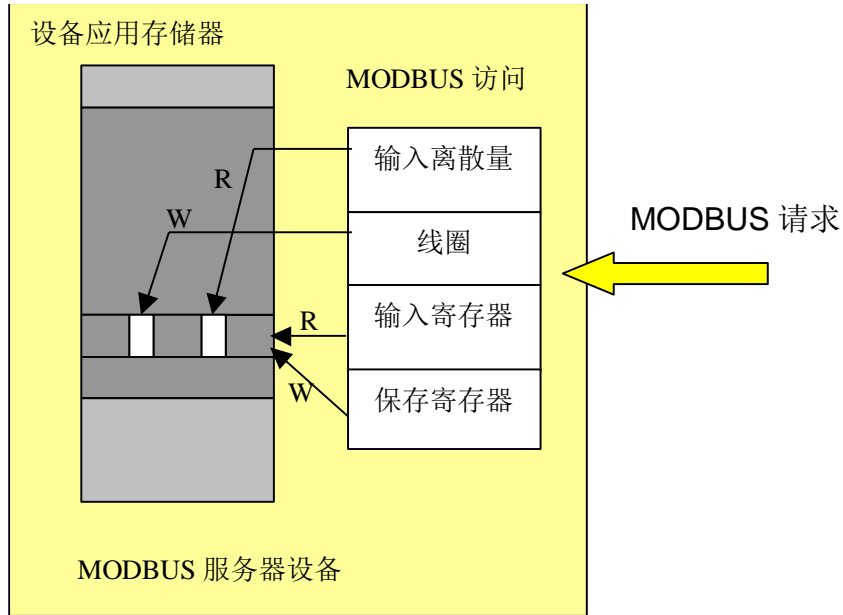 设备应用存储器
MODBUS 访问
输入离散量
R
MODBUS 请求
W
线圈
R
输入寄存器
W
保存寄存器
MODBUS 服务器设备